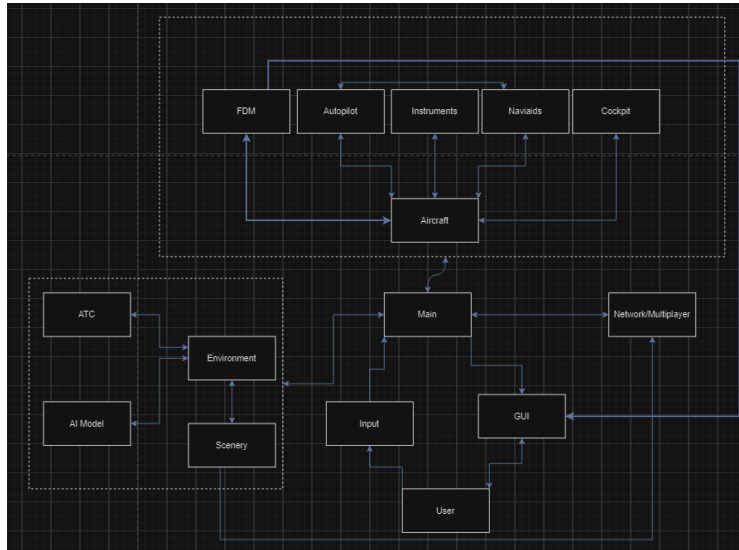 FDM
Autopilot
Instruments
Naviaids
Cockpit
Aircraft
ATC
Main
Network/Multiplayer
Environment
AI Model
Input
GUI
Scenery
User